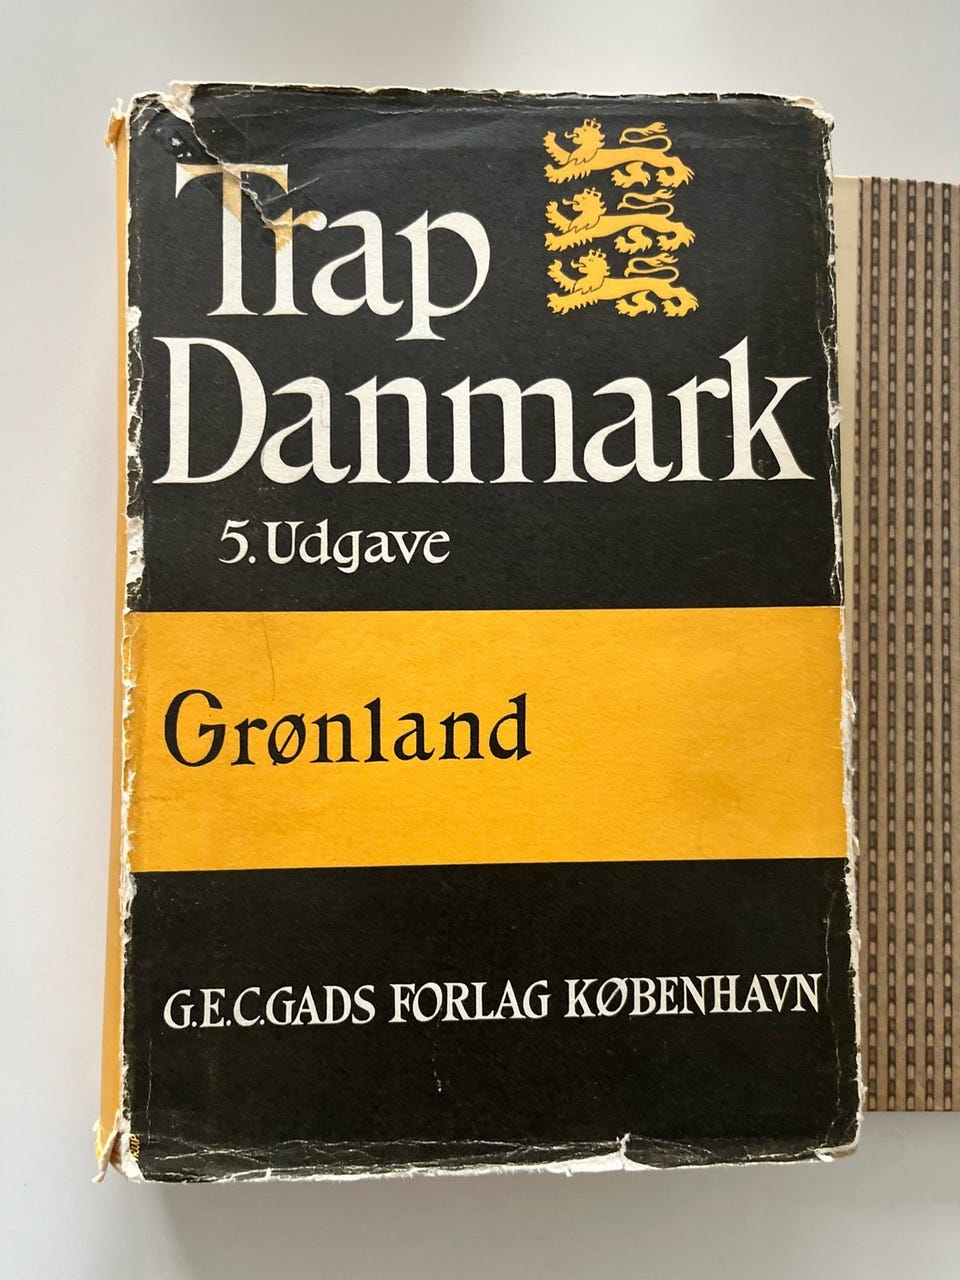 Trap
Danmark
5. Udgave
Grønland
G.E.C. GADS FORLAG KØBENHAVN